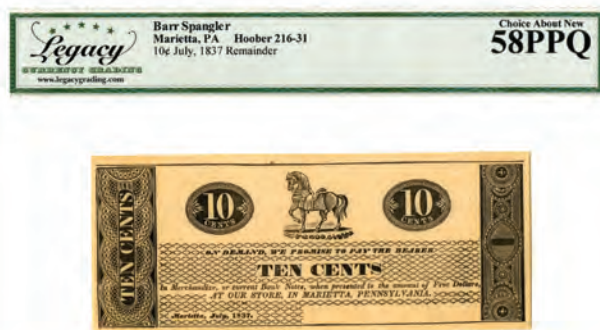 Legacy
CURRENCY GRADING
www.legacygrading.com
Barr Spangler
Marietta, PA Hoober 216-31
10¢ July, 1837 Remainder
Choice About New
58PPQ
TEN CENTS
10
CENTS
10
CENTS
ON DEMAND, WE PROMISE TO PAY THE BEARER
TEN CENTS
In Merchandize, or current Bank Notes, when presented to the amount of Five Dollars,
AT OUR STORE, IN MARIETTA, PENNSYLVANIA.
Marietta, July, 1837.